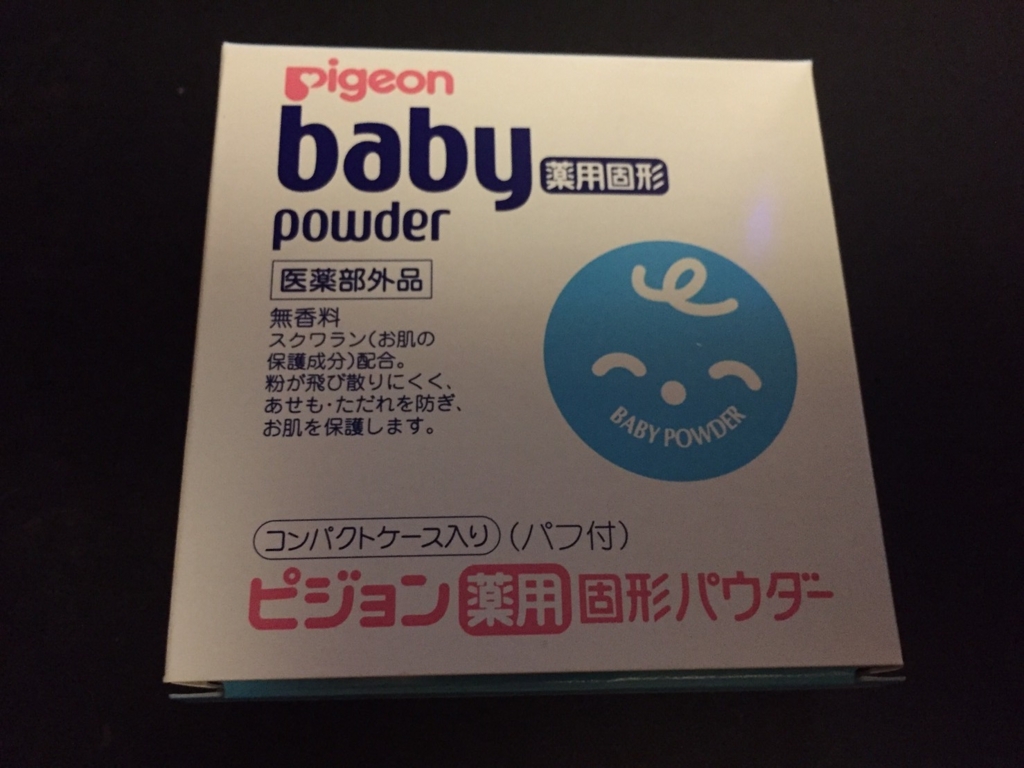 pigeon
baby 薬用固形
powder
医薬部外品
無香料
スクワラン(お肌の
保護成分)配合。
粉が飛び散りにくく、
あせも・ただれを防ぎ、
お肌を保護します。
BABY POWDER
コンパクトケース入り (パフ付)
ピジョン薬用固形パウダー